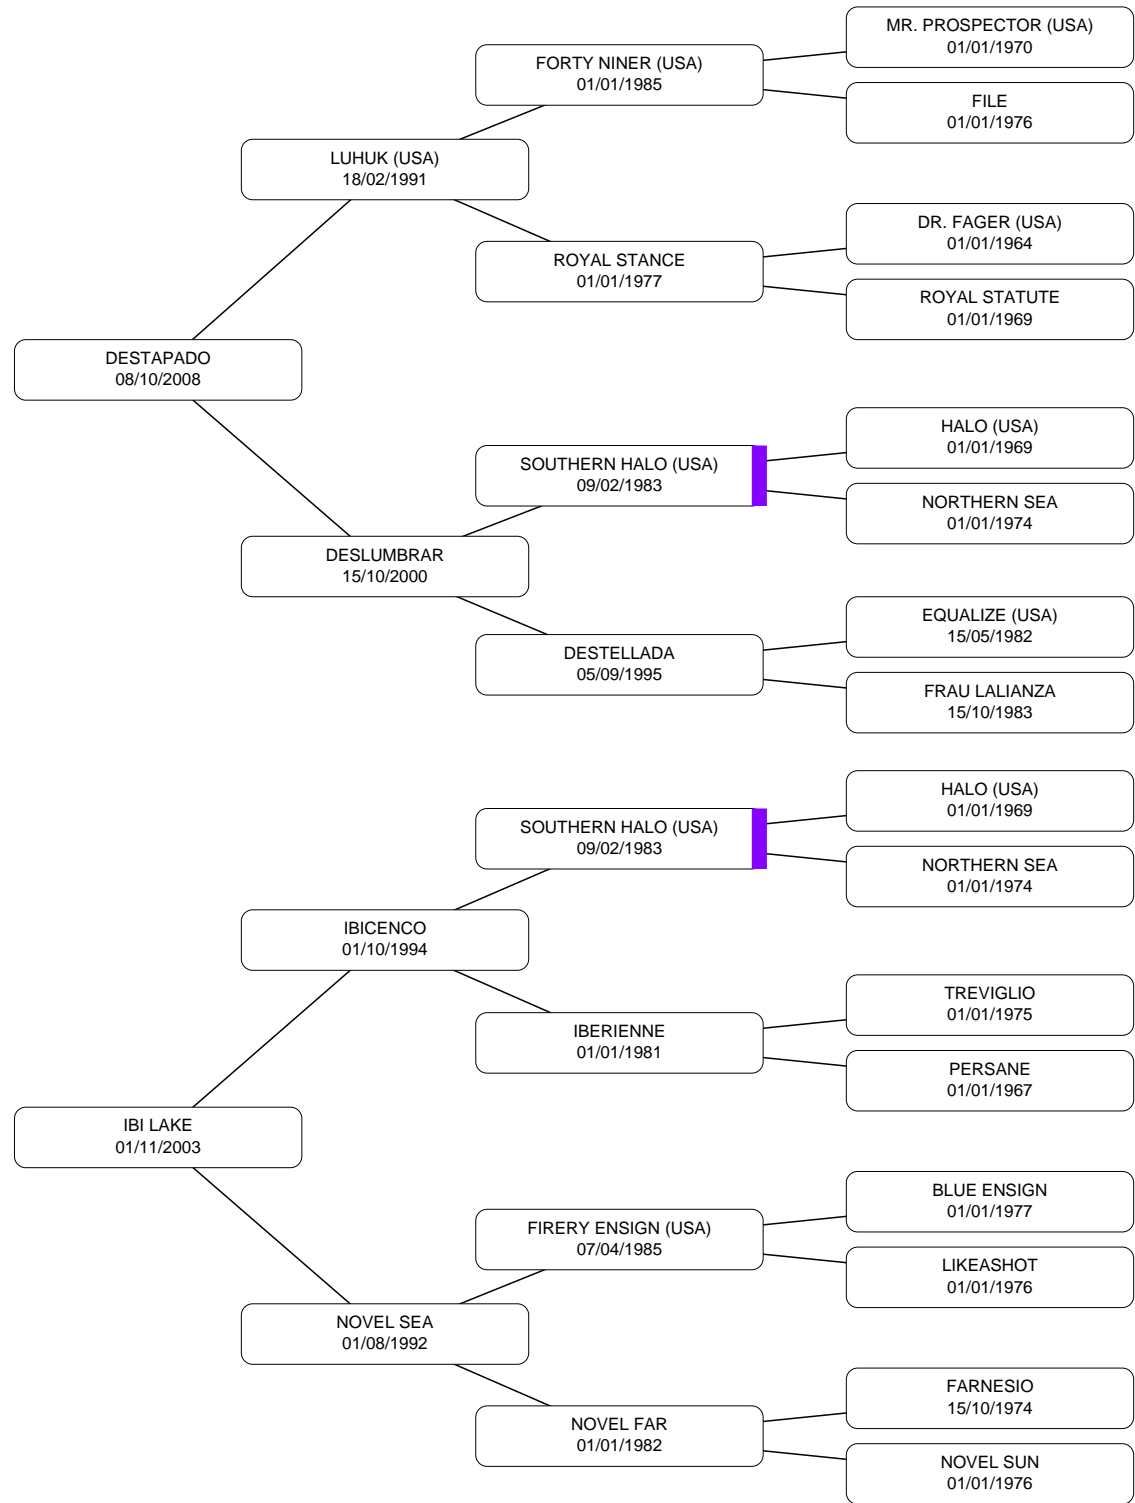 MR. PROSPECTOR (USA)
01/01/1970
FORTY NINER (USA)
01/01/1985
FILE
01/01/1976
LUHUK (USA)
18/02/1991
DR. FAGER (USA)
01/01/1964
ROYAL STANCE
01/01/1977
ROYAL STATUTE
01/01/1969
DESTAPADO
08/10/2008
HALO (USA)
01/01/1969
SOUTHERN HALO (USA)
09/02/1983
NORTHERN SEA
01/01/1974
DESLUMBRAR
15/10/2000
EQUALIZE (USA)
15/05/1982
DESTELLADA
05/09/1995
FRAU LALIANZA
15/10/1983
HALO (USA)
01/01/1969
SOUTHERN HALO (USA)
09/02/1983
NORTHERN SEA
01/01/1974
IBICENCO
01/10/1994
TREVIGLIO
01/01/1975
IBERIENNE
01/01/1981
PERSANE
01/01/1967
IBI LAKE
01/11/2003
BLUE ENSIGN
01/01/1977
FIRERY ENSIGN (USA)
07/04/1985
LIKEASHOT
01/01/1976
NOVEL SEA
01/08/1992
FARNESIO
15/10/1974
NOVEL FAR
01/01/1982
NOVEL SUN
01/01/1976